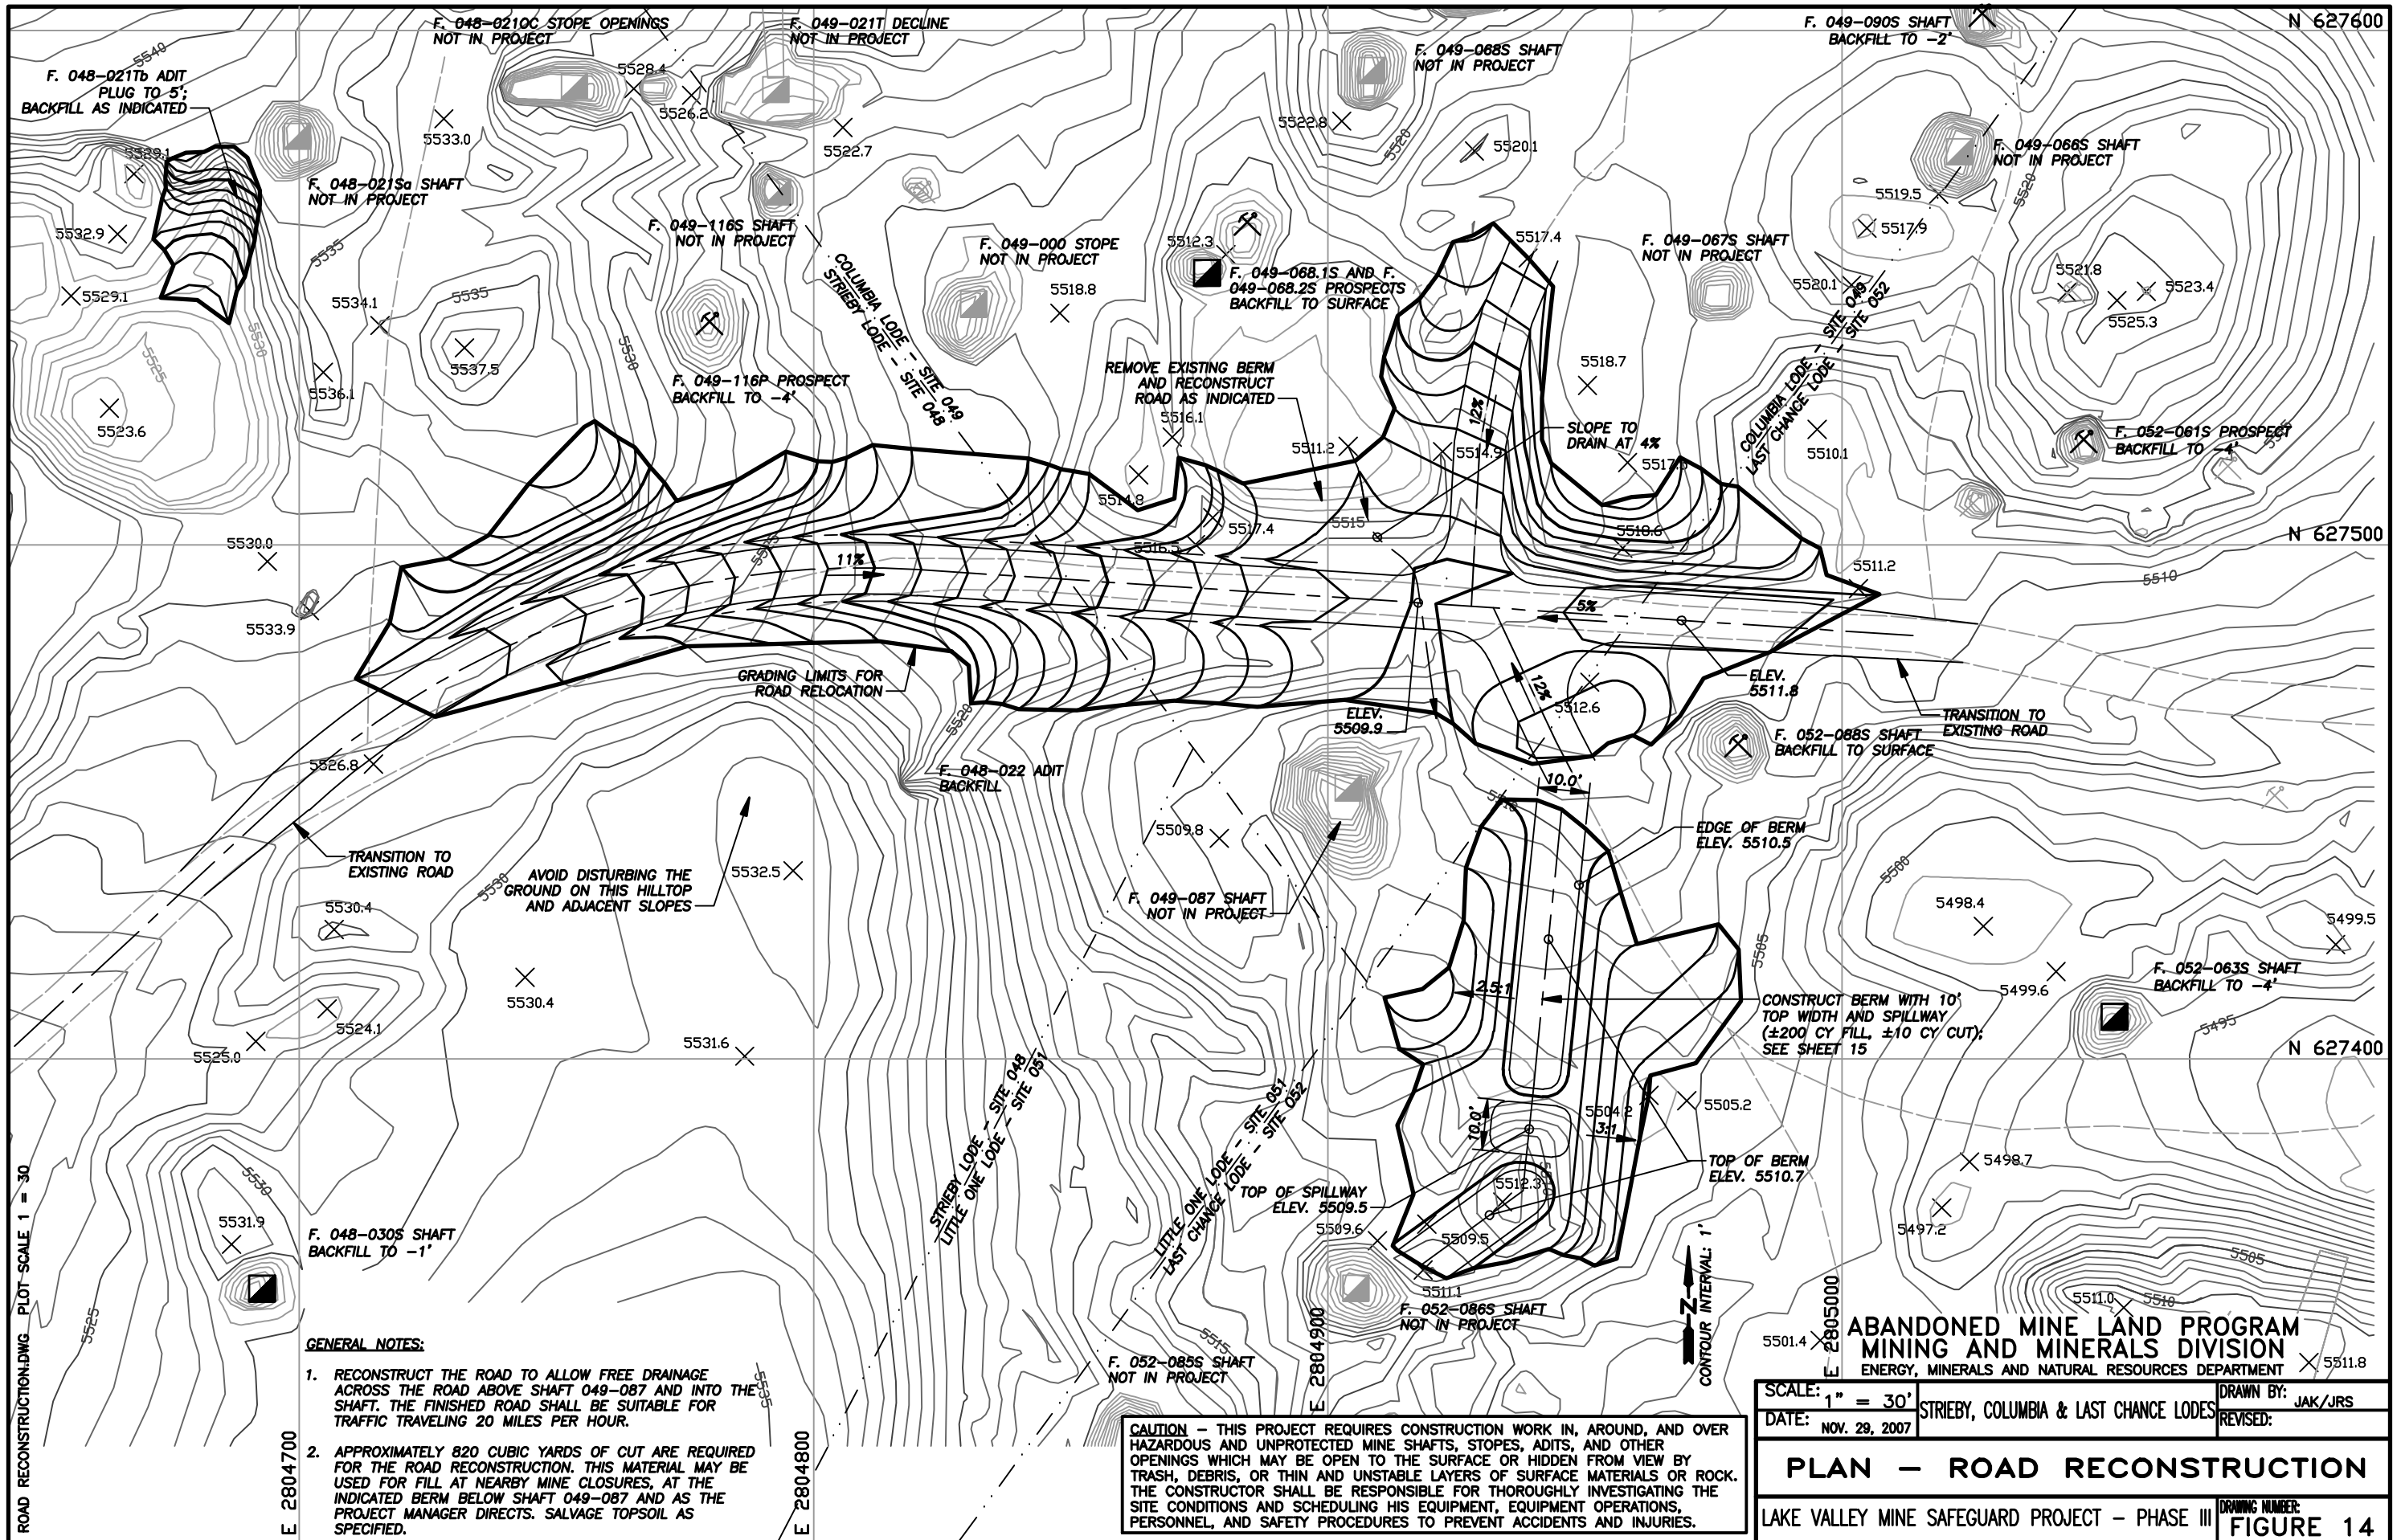 F. 048-021OC STOPE OPENINGS
NOT IN PROJECT
F. 049-021T DECLINE
NOT IN PROJECT
F. 049-090S SHAFT
BACKFILL TO -2'
N 627600
5540
F. 048-021Tb ADIT
PLUG TO 5';
BACKFILL AS INDICATED
5528.4
5526.2
5533.0
5522.7
F. 049-068S SHAFT
NOT IN PROJECT
5522.8
5520
5520.1
F. 049-066S SHAFT
NOT IN PROJECT
5529.1
F. 048-021Sa SHAFT
NOT IN PROJECT
5519.5
5520
5517.9
5532.9
5535
F. 049-116S SHAFT
NOT IN PROJECT
F. 049-000 STOPE
NOT IN PROJECT
5512.3
5517.4
F. 049-067S SHAFT
NOT IN PROJECT
F. 049-068.1S AND F.
049-068.2S PROSPECTS
BACKFILL TO SURFACE
5518.8
5520.1
5521.8
5523.4
5525.3
5529.1
5534.1
5535
5530
5530
5525
5537.5
5536.1
5523.6
COLUMBIA LODE - SITE 049
STRIEBY LODE - SITE 048
F. 049-116P PROSPECT
BACKFILL TO -4'
REMOVE EXISTING BERM
AND RECONSTRUCT
ROAD AS INDICATED
5516.1
5518.7
COLUMBIA LODE - SITE 049
LAST CHANCE LODE - SITE 052
12%
SLOPE TO
DRAIN AT 4%
5511.2
5514.9
5510.1
F. 052-061S PROSPECT
BACKFILL TO -4'
5514.8
5517.4
5515
5518.6
5516.5
5530.0
N 627500
11%
5511.2
5510
5533.9
5%
GRADING LIMITS FOR
ROAD RELOCATION
5520
12%
5512.6
ELEV.
5511.8
ELEV.
5509.9
TRANSITION TO
EXISTING ROAD
F. 052-088S SHAFT
BACKFILL TO SURFACE
5526.8
F. 048-022 ADIT
BACKFILL
10.0'
5510
5509.8
EDGE OF BERM
ELEV. 5510.5
TRANSITION TO
EXISTING ROAD
5532.5
AVOID DISTURBING THE
GROUND ON THIS HILLTOP
AND ADJACENT SLOPES
5530
F. 049-087 SHAFT
NOT IN PROJECT
5500
5498.4
5499.5
5530.4
5505
5530.4
2.5:1
CONSTRUCT BERM WITH 10'
TOP WIDTH AND SPILLWAY
(±200 CY FILL, ±10 CY CUT);
SEE SHEET 15
F. 052-063S SHAFT
BACKFILL TO -4'
5499.6
5495
5524.1
5525.0
5531.6
N 627400
5504.2
5505.2
10.0'
3:1
STRIEBY LODE - SITE 048
LITTLE ONE LODE - SITE 051
LITTLE ONE LODE - SITE 051
LAST CHANCE LODE - SITE 052
TOP OF BERM
ELEV. 5510.7
5498.7
TOP OF SPILLWAY
ELEV. 5509.5
5512.3
5510
5530
5531.9
F. 048-030S SHAFT
BACKFILL TO -1'
5509.6
5509.5
5497.2
5505
5511.1
F. 052-086S SHAFT
NOT IN PROJECT
N
CONTOUR INTERVAL: 1'
5511.0
5510
5525
5515
F. 052-085S SHAFT
NOT IN PROJECT
5501.4
5511.8
5535
E 2804700
E 2804800
E 2804900
E 2805000
ROAD RECONSTRUCTION.DWG PLOT SCALE 1 = 30
GENERAL NOTES:
1. RECONSTRUCT THE ROAD TO ALLOW FREE DRAINAGE
ACROSS THE ROAD ABOVE SHAFT 049-087 AND INTO THE
SHAFT. THE FINISHED ROAD SHALL BE SUITABLE FOR
TRAFFIC TRAVELING 20 MILES PER HOUR.
2. APPROXIMATELY 820 CUBIC YARDS OF CUT ARE REQUIRED
FOR THE ROAD RECONSTRUCTION. THIS MATERIAL MAY BE
USED FOR FILL AT NEARBY MINE CLOSURES, AT THE
INDICATED BERM BELOW SHAFT 049-087 AND AS THE
PROJECT MANAGER DIRECTS. SALVAGE TOPSOIL AS
SPECIFIED.
CAUTION - THIS PROJECT REQUIRES CONSTRUCTION WORK IN, AROUND, AND OVER
HAZARDOUS AND UNPROTECTED MINE SHAFTS, STOPES, ADITS, AND OTHER
OPENINGS WHICH MAY BE OPEN TO THE SURFACE OR HIDDEN FROM VIEW BY
TRASH, DEBRIS, OR THIN AND UNSTABLE LAYERS OF SURFACE MATERIALS OR ROCK.
THE CONSTRUCTOR SHALL BE RESPONSIBLE FOR THOROUGHLY INVESTIGATING THE
SITE CONDITIONS AND SCHEDULING HIS EQUIPMENT, EQUIPMENT OPERATIONS,
PERSONNEL, AND SAFETY PROCEDURES TO PREVENT ACCIDENTS AND INJURIES.
ABANDONED MINE LAND PROGRAM
MINING AND MINERALS DIVISION
ENERGY, MINERALS AND NATURAL RESOURCES DEPARTMENT
SCALE: 1" = 30'
DATE: NOV. 29, 2007
STRIEBY, COLUMBIA & LAST CHANCE LODES
DRAWN BY: JAK/JRS
REVISED:
PLAN - ROAD RECONSTRUCTION
LAKE VALLEY MINE SAFEGUARD PROJECT - PHASE III
DRAWING NUMBER:
FIGURE 14